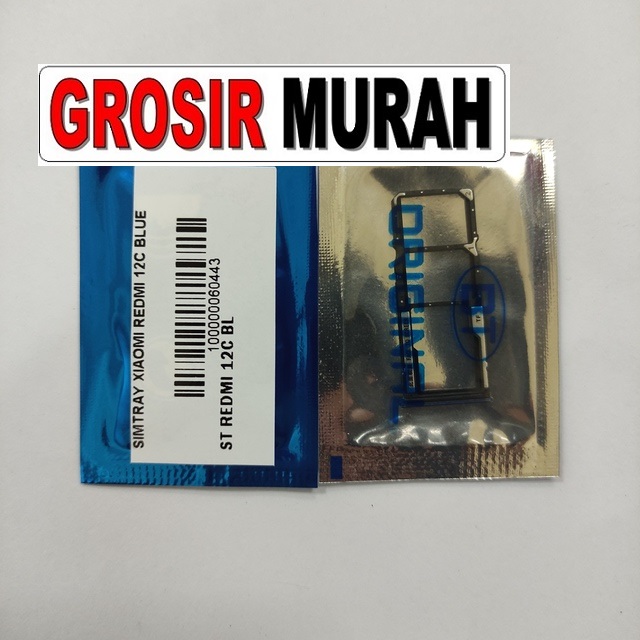 GROSIR MURAH
SIMTRAY XIAOMI REDMI 12C BLUE
1000000060443
ST REDMI 12C BL
ORIGINAL